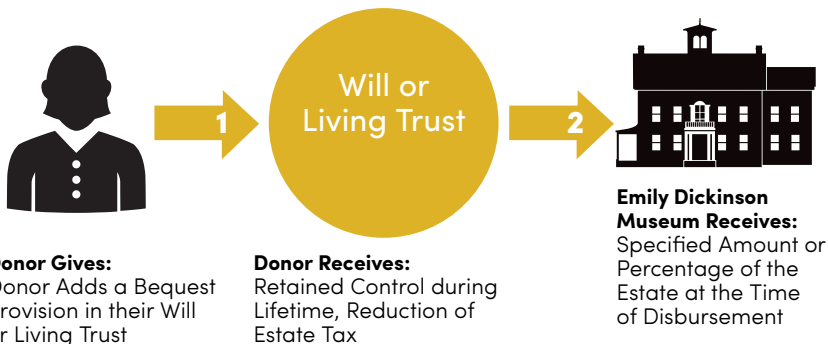 Will or
Living Trust
1
2
onor Gives:
onor Adds a Bequest
rovision in their Will
r Living Trust
Donor Receives:
Retained Control during
Lifetime, Reduction of
Estate Tax
Emily Dickinson
Museum Receives:
Specified Amount or
Percentage of the
Estate at the Time
of Disbursement